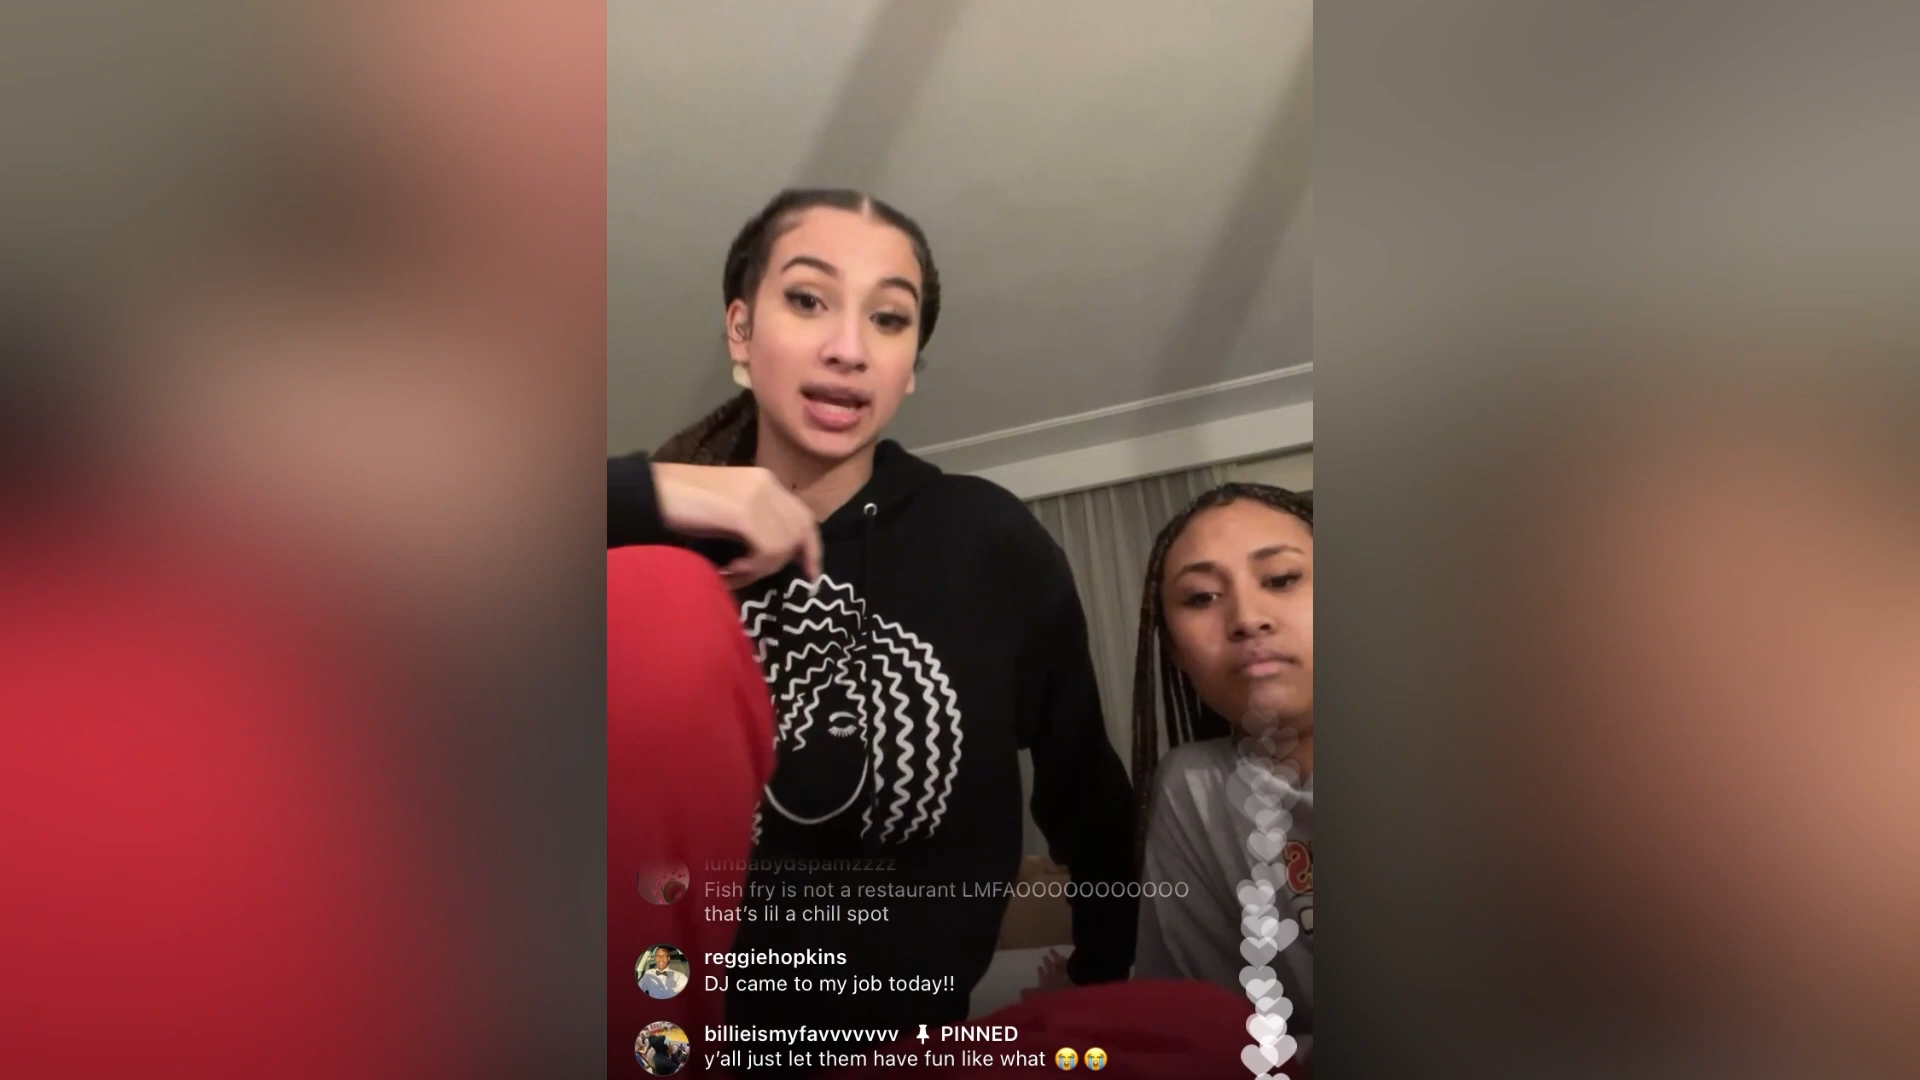 lunbabydspamzzzz
Fish fry is not a restaurant LMFAOOOOOOOOOOO
that’s lil a chill spot
reggiehopkins
DJ came to my job today!!
billieismyfavvvvvvv PINNED
y’all just let them have fun like what 😭😭